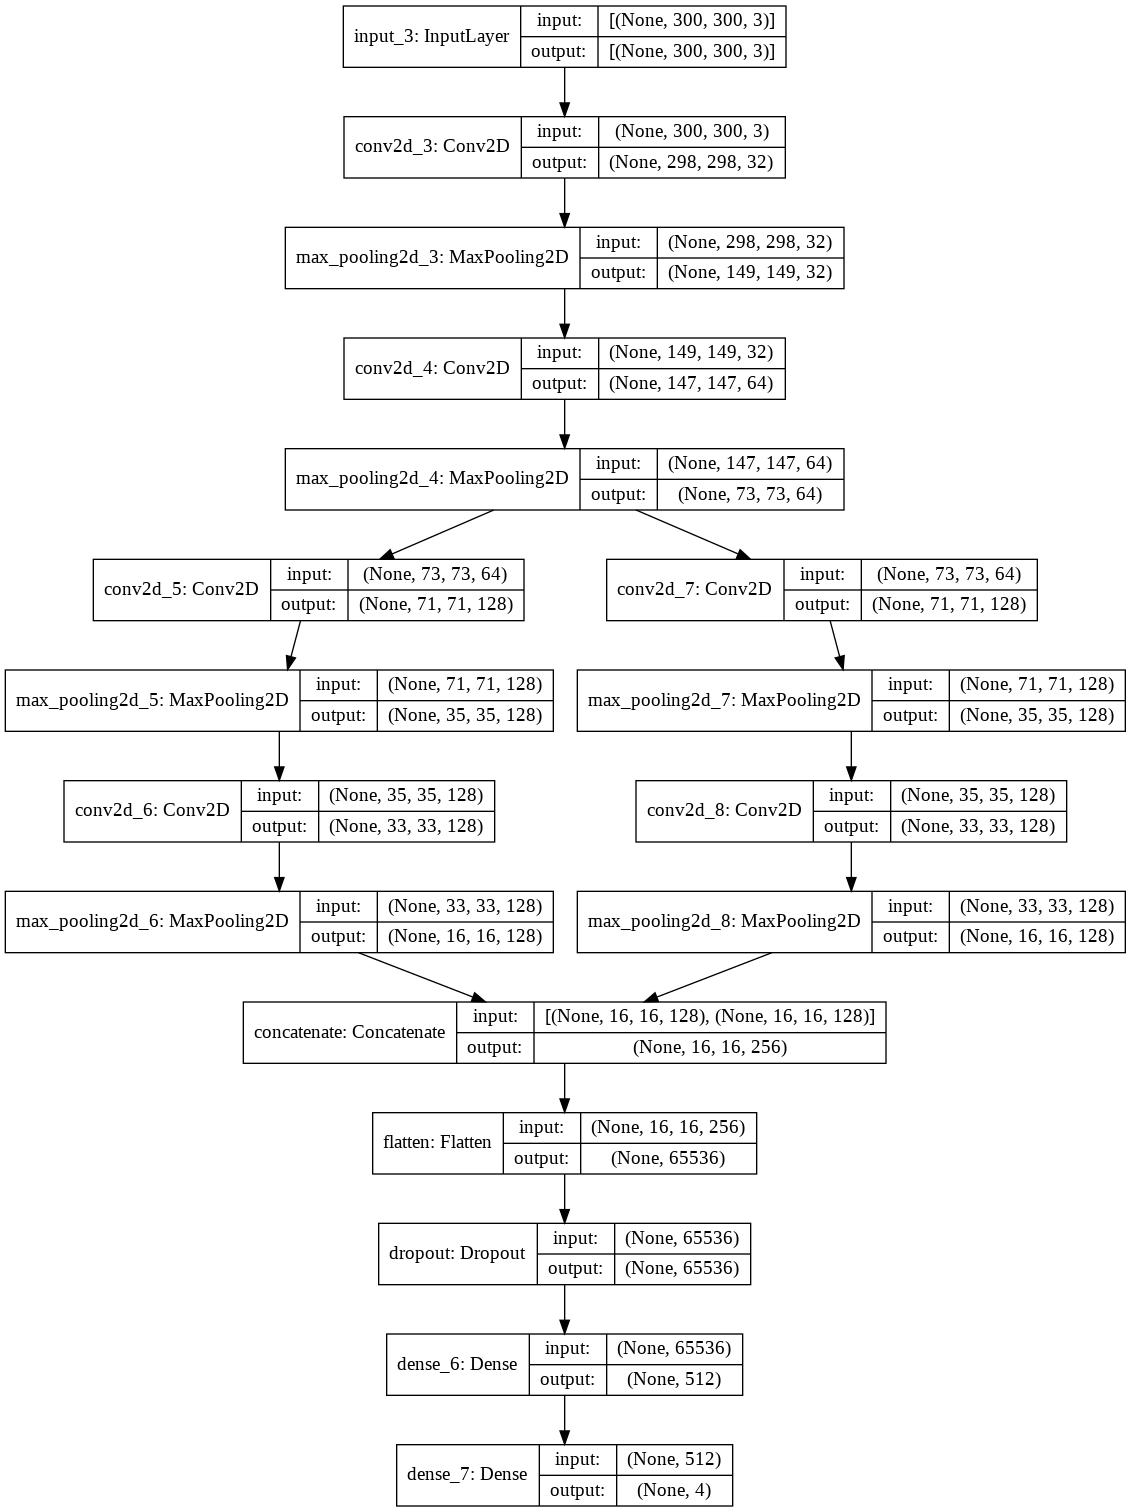 input_3: InputLayer
input: [(None, 300, 300, 3)]
output: [(None, 300, 300, 3)]
conv2d_3: Conv2D
input: (None, 300, 300, 3)
output: (None, 298, 298, 32)
max_pooling2d_3: MaxPooling2D
input: (None, 298, 298, 32)
output: (None, 149, 149, 32)
conv2d_4: Conv2D
input: (None, 149, 149, 32)
output: (None, 147, 147, 64)
max_pooling2d_4: MaxPooling2D
input: (None, 147, 147, 64)
output: (None, 73, 73, 64)
conv2d_5: Conv2D
input: (None, 73, 73, 64)
output: (None, 71, 71, 128)
conv2d_7: Conv2D
input: (None, 73, 73, 64)
output: (None, 71, 71, 128)
max_pooling2d_5: MaxPooling2D
input: (None, 71, 71, 128)
output: (None, 35, 35, 128)
max_pooling2d_7: MaxPooling2D
input: (None, 71, 71, 128)
output: (None, 35, 35, 128)
conv2d_6: Conv2D
input: (None, 35, 35, 128)
output: (None, 33, 33, 128)
conv2d_8: Conv2D
input: (None, 35, 35, 128)
output: (None, 33, 33, 128)
max_pooling2d_6: MaxPooling2D
input: (None, 33, 33, 128)
output: (None, 16, 16, 128)
max_pooling2d_8: MaxPooling2D
input: (None, 33, 33, 128)
output: (None, 16, 16, 128)
concatenate: Concatenate
input: [(None, 16, 16, 128), (None, 16, 16, 128)]
output: (None, 16, 16, 256)
flatten: Flatten
input: (None, 16, 16, 256)
output: (None, 65536)
dropout: Dropout
input: (None, 65536)
output: (None, 65536)
dense_6: Dense
input: (None, 65536)
output: (None, 512)
dense_7: Dense
input: (None, 512)
output: (None, 4)